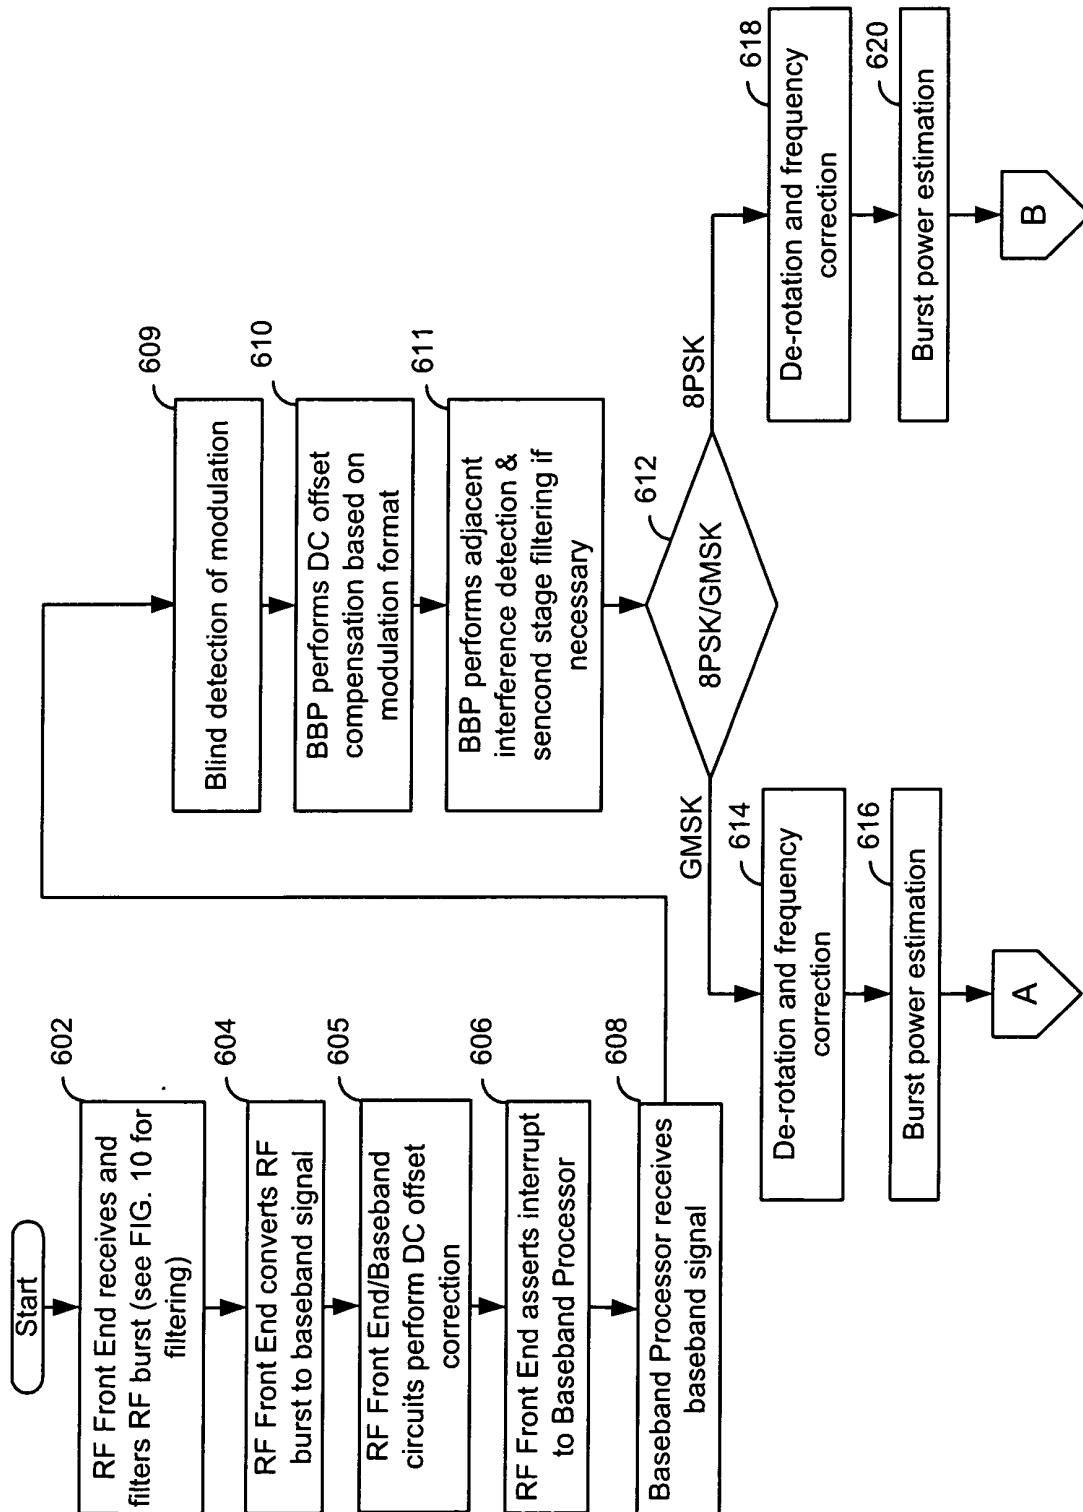 Start
602
RF Front End receives and
filters RF burst (see FIG. 10 for
filtering)
604
RF Front End converts RF
burst to baseband signal
605
RF Front End/Baseband
circuits perform DC offset
correction
606
RF Front End asserts interrupt
to Baseband Processor
608
Baseband Processor receives
baseband signal
609
Blind detection of modulation
610
BBP performs DC offset
compensation based on
modulation format
611
BBP performs adjacent
interference detection &
sencond stage filtering if
necessary
612
8PSK/GMSK
GMSK
614
De-rotation and frequency
correction
616
Burst power estimation
A
8PSK
618
De-rotation and frequency
correction
620
Burst power estimation
B